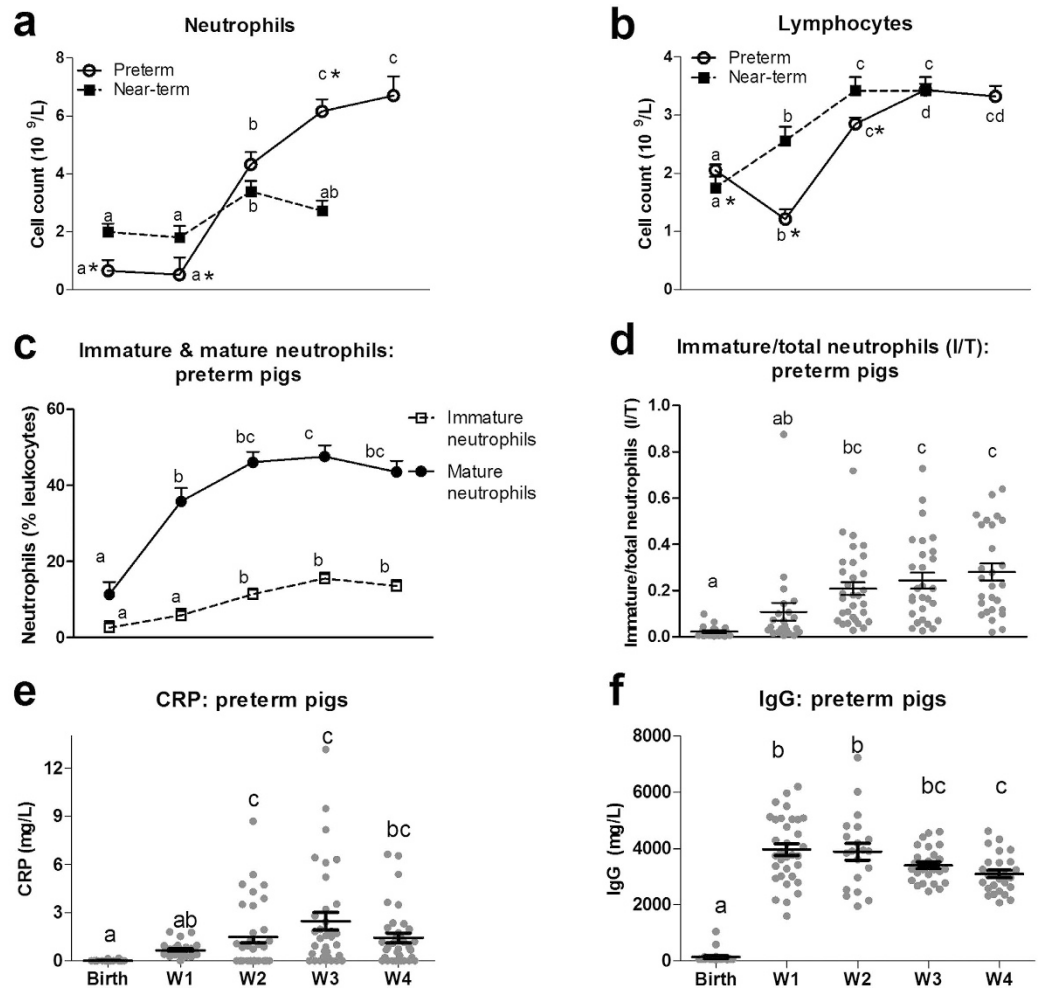 a
Neutrophils
Preterm
Near-term
Cell count (10 ⁹/L)
8
6
4
2
0
a
a
b
c *
c
a *
a *
b
ab
b
Lymphocytes
Preterm
Near-term
Cell count (10 ⁹/L)
4
3
2
1
0
a
b
c
c
a *
b *
c *
d
cd
c
Immature & mature neutrophils:
preterm pigs
Immature
neutrophils
Mature
neutrophils
Neutrophils (% leukocytes)
60
40
20
0
a
b
bc
c
bc
a
a
b
b
b
d
Immature/total neutrophils (I/T):
preterm pigs
Immature/total neutrophils (I/T)
1.0
0.8
0.6
0.4
0.2
0.0
a
ab
bc
c
c
e
CRP: preterm pigs
CRP (mg/L)
12
9
6
3
0
a
ab
c
c
bc
Birth W1 W2 W3 W4
f
IgG: preterm pigs
IgG (mg/L)
8000
6000
4000
2000
0
a
b
b
bc
c
Birth W1 W2 W3 W4